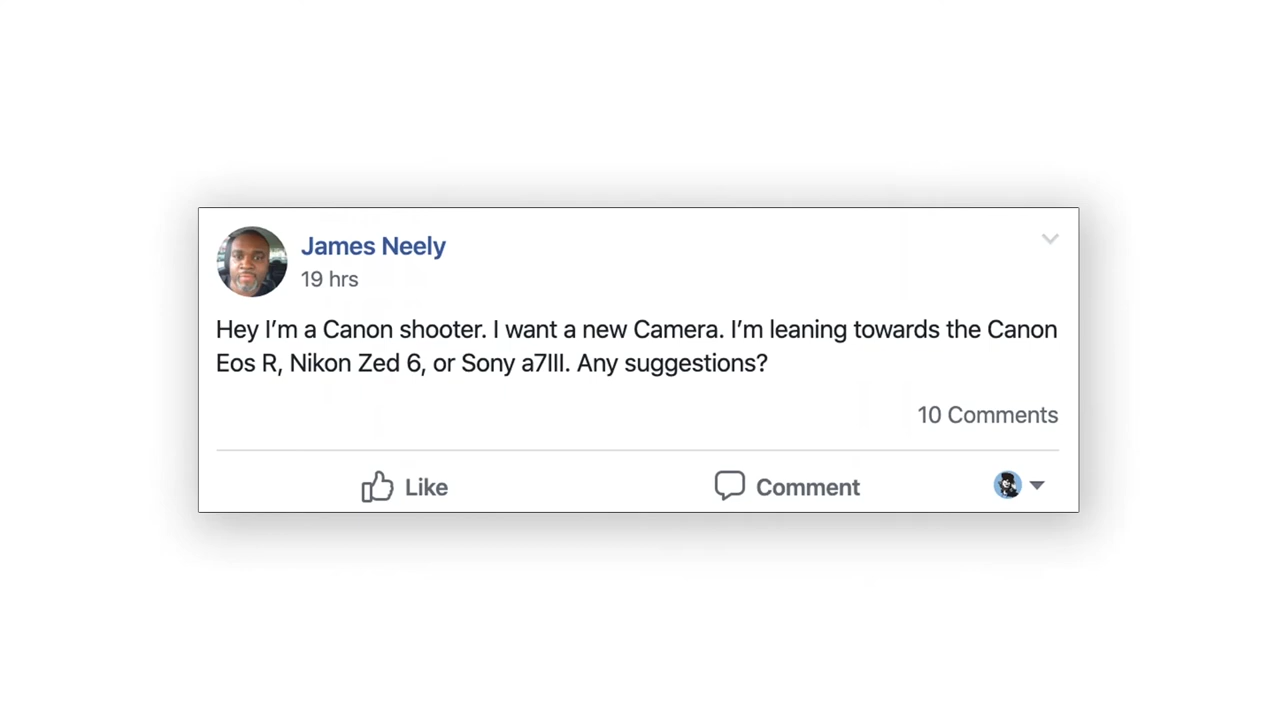 James Neely
19 hrs
Hey I’m a Canon shooter. I want a new Camera. I’m leaning towards the Canon
Eos R, Nikon Zed 6, or Sony a7III. Any suggestions?
10 Comments
Like
Comment